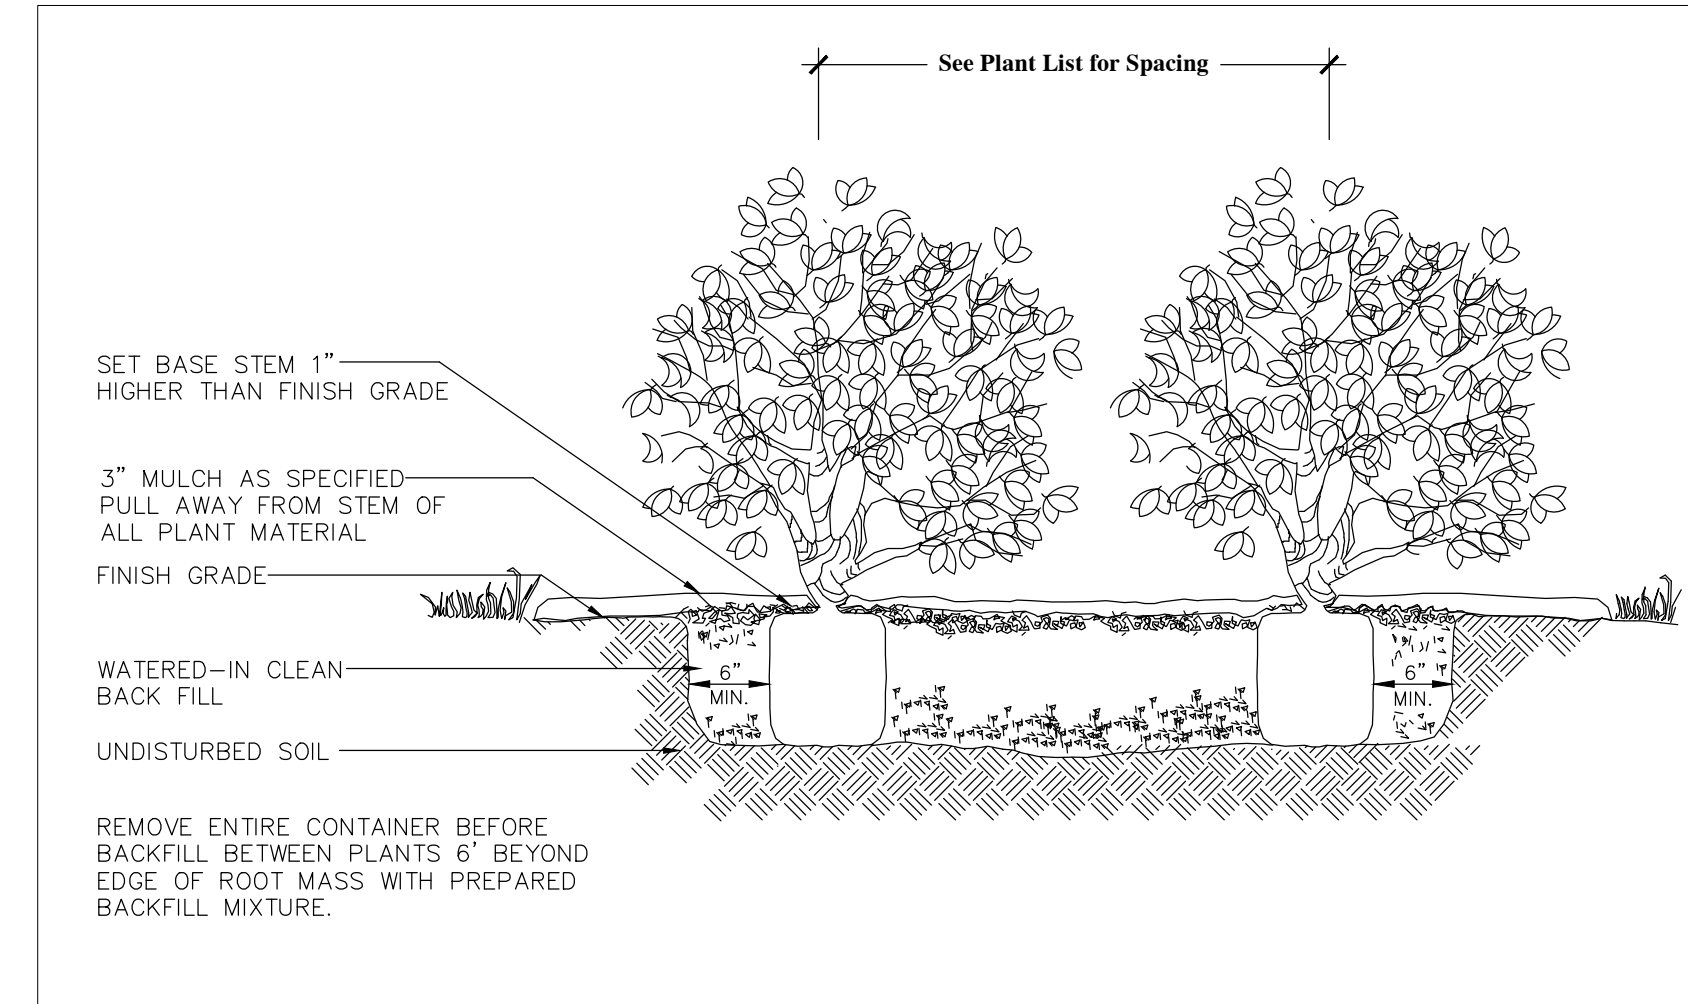 See Plant List for Spacing
SET BASE STEM 1”
HIGHER THAN FINISH GRADE
3” MULCH AS SPECIFIED
PULL AWAY FROM STEM OF
ALL PLANT MATERIAL
FINISH GRADE
WATERED–IN CLEAN
BACK FILL
6”
MIN.
6”
MIN.
UNDISTURBED SOIL
REMOVE ENTIRE CONTAINER BEFORE
BACKFILL BETWEEN PLANTS 6’ BEYOND
EDGE OF ROOT MASS WITH PREPARED
BACKFILL MIXTURE.